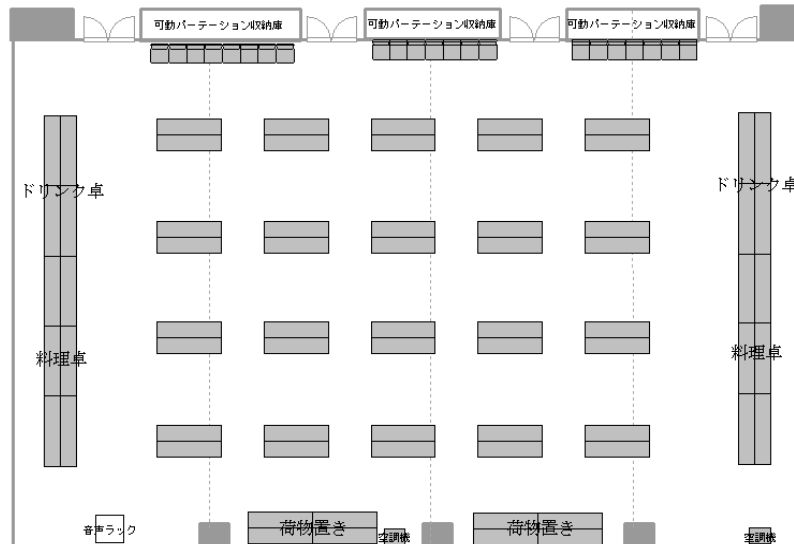 可動パーテーション収納庫
可動パーテーション収納庫
可動パーテーション収納庫
ドリンク卓
ドリンク卓
料理卓
料理卓
音声ラック
荷物置き
空調機
荷物置き
空調機